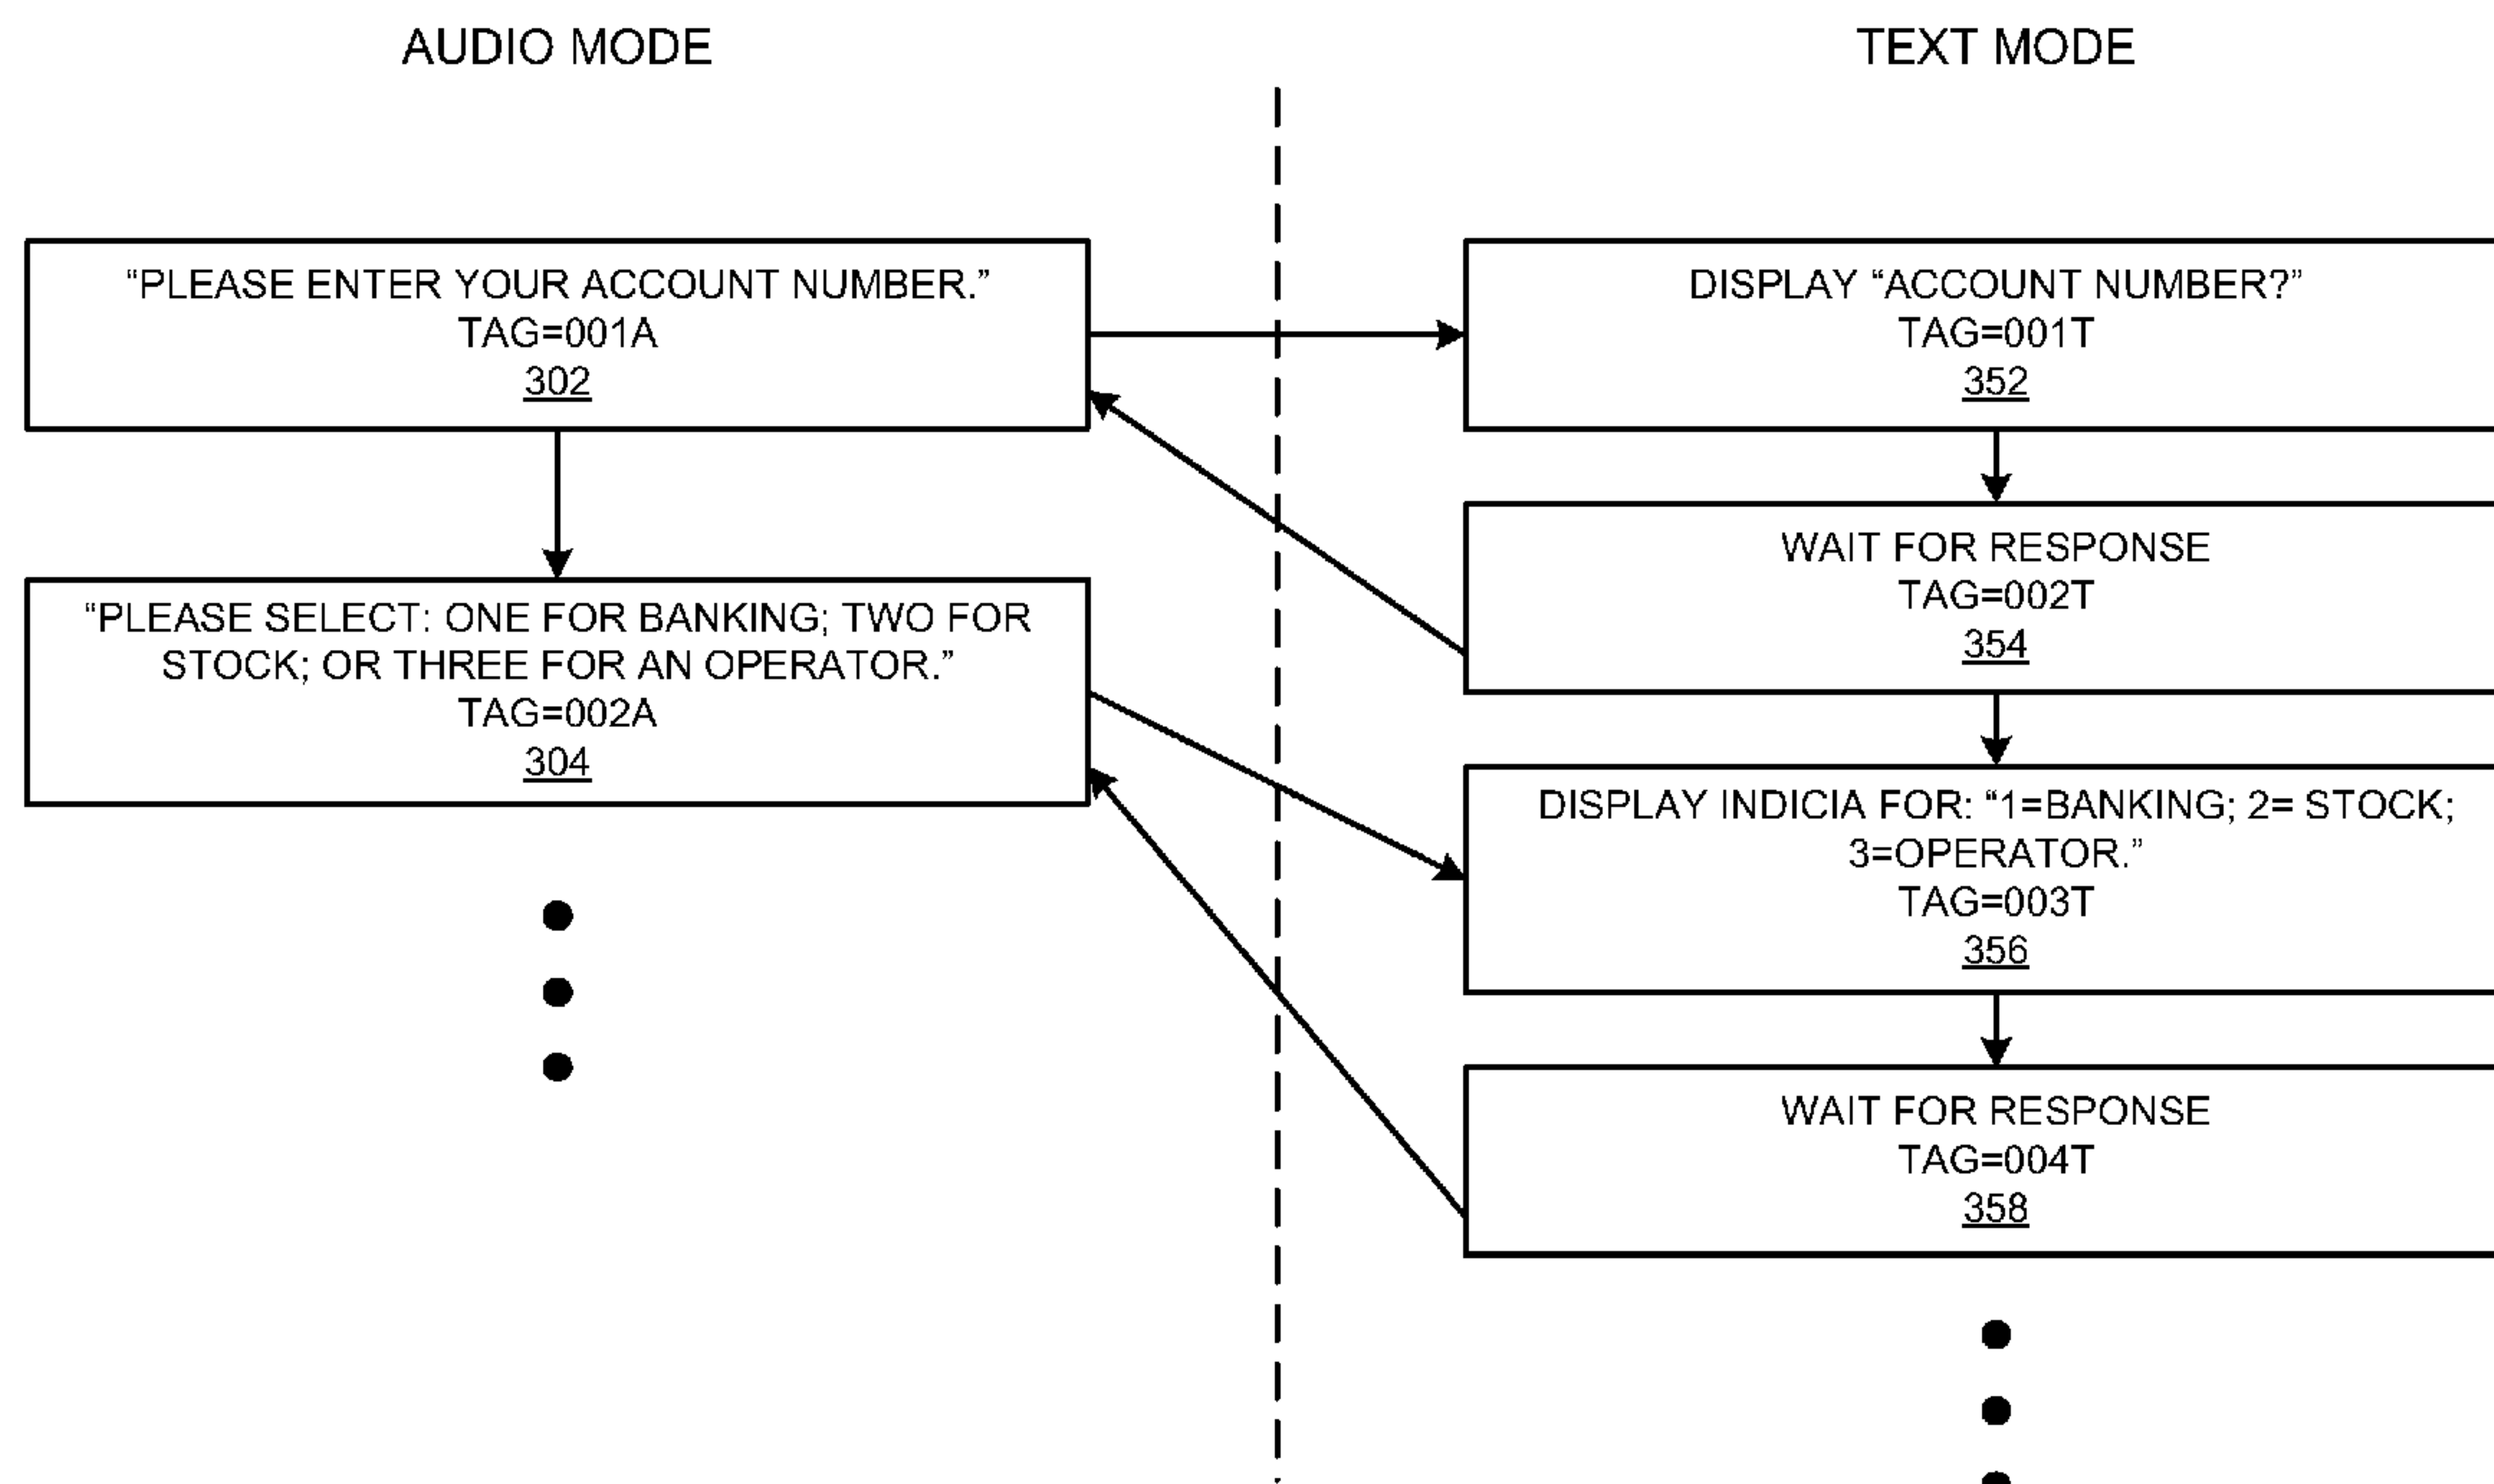 AUDIO MODE
TEXT MODE
“PLEASE ENTER YOUR ACCOUNT NUMBER.”
TAG=001A
302
DISPLAY “ACCOUNT NUMBER?”
TAG=001T
352
WAIT FOR RESPONSE
TAG=002T
354
“PLEASE SELECT: ONE FOR BANKING; TWO FOR
STOCK; OR THREE FOR AN OPERATOR.”
TAG=002A
304
DISPLAY INDICIA FOR: “1=BANKING; 2= STOCK;
3=OPERATOR.”
TAG=003T
356
WAIT FOR RESPONSE
TAG=004T
358